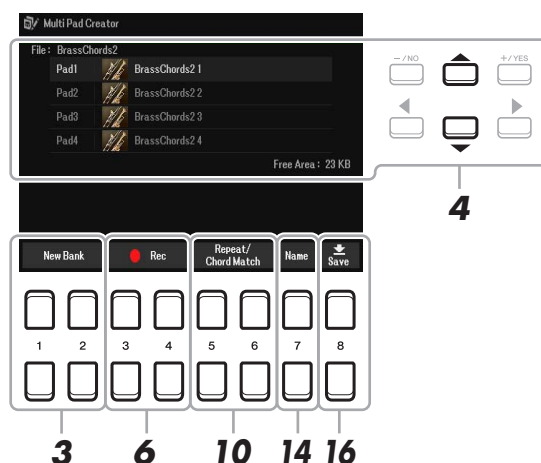 Multi Pad Creator
File : BrassChords2
Pad1 BrassChords2 1
Pad2 BrassChords2 2
Pad3 BrassChords2 3
Pad4 BrassChords2 4
Free Area : 23 KB
–/NO
+/YES
4
New Bank
Rec
Repeat/
Chord Match
Name
Save
1 2 3 4 5 6 7 8
3 6 10 14 16